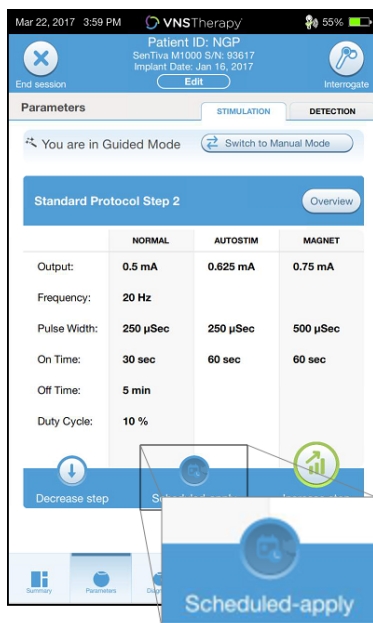 Mar 22, 2017 3:59 PM VNSTherapy 55%
Patient ID: NGP
SenTiva M1000 S/N: 93617
Implant Date: Jan 16, 2017
End session Edit Interrogate
Parameters STIMULATION DETECTION
You are in Guided Mode Switch to Manual Mode
Standard Protocol Step 2 Overview
NORMAL AUTOSTIM MAGNET
Output: 0.5 mA 0.625 mA 0.75 mA
Frequency: 20 Hz
Pulse Width: 250 µSec 250 µSec 500 µSec
On Time: 30 sec 60 sec 60 sec
Off Time: 5 min
Duty Cycle: 10 %
Decrease step
Summary Parameters
Scheduled-apply